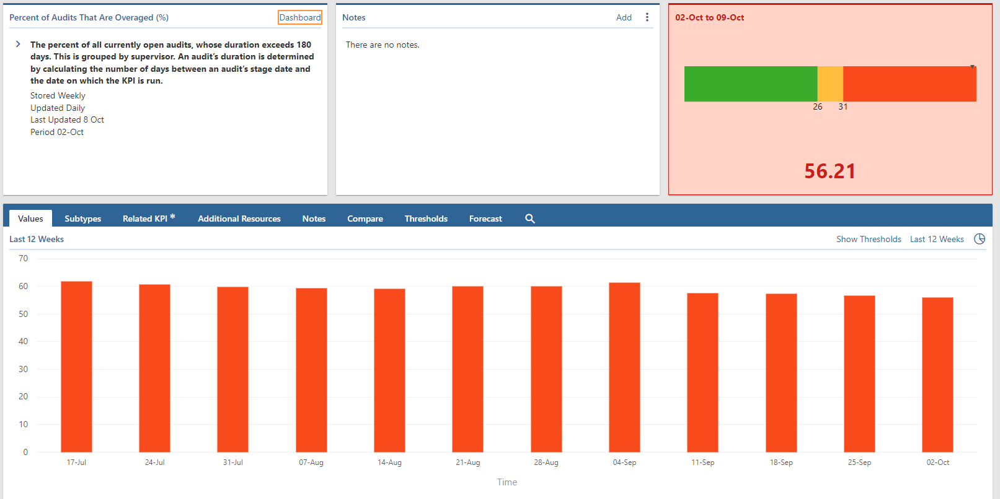 Percent of Audits That Are Overaged (%)
Dashboard
The percent of all currently open audits, whose duration exceeds 180
days. This is grouped by supervisor. An audit’s duration is determined
by calculating the number of days between an audit’s stage date and
the date on which the KPI is run.
Stored Weekly
Updated Daily
Last Updated 8 Oct
Period 02-Oct
Notes
Add
There are no notes.
02-Oct to 09-Oct
26
31
56.21
Values
Subtypes
Related KPI *
Additional Resources
Notes
Compare
Thresholds
Forecast
Last 12 Weeks
Show Thresholds
Last 12 Weeks
70
60
50
40
30
20
10
0
17-Jul
24-Jul
31-Jul
07-Aug
14-Aug
21-Aug
28-Aug
04-Sep
11-Sep
18-Sep
25-Sep
02-Oct
Time